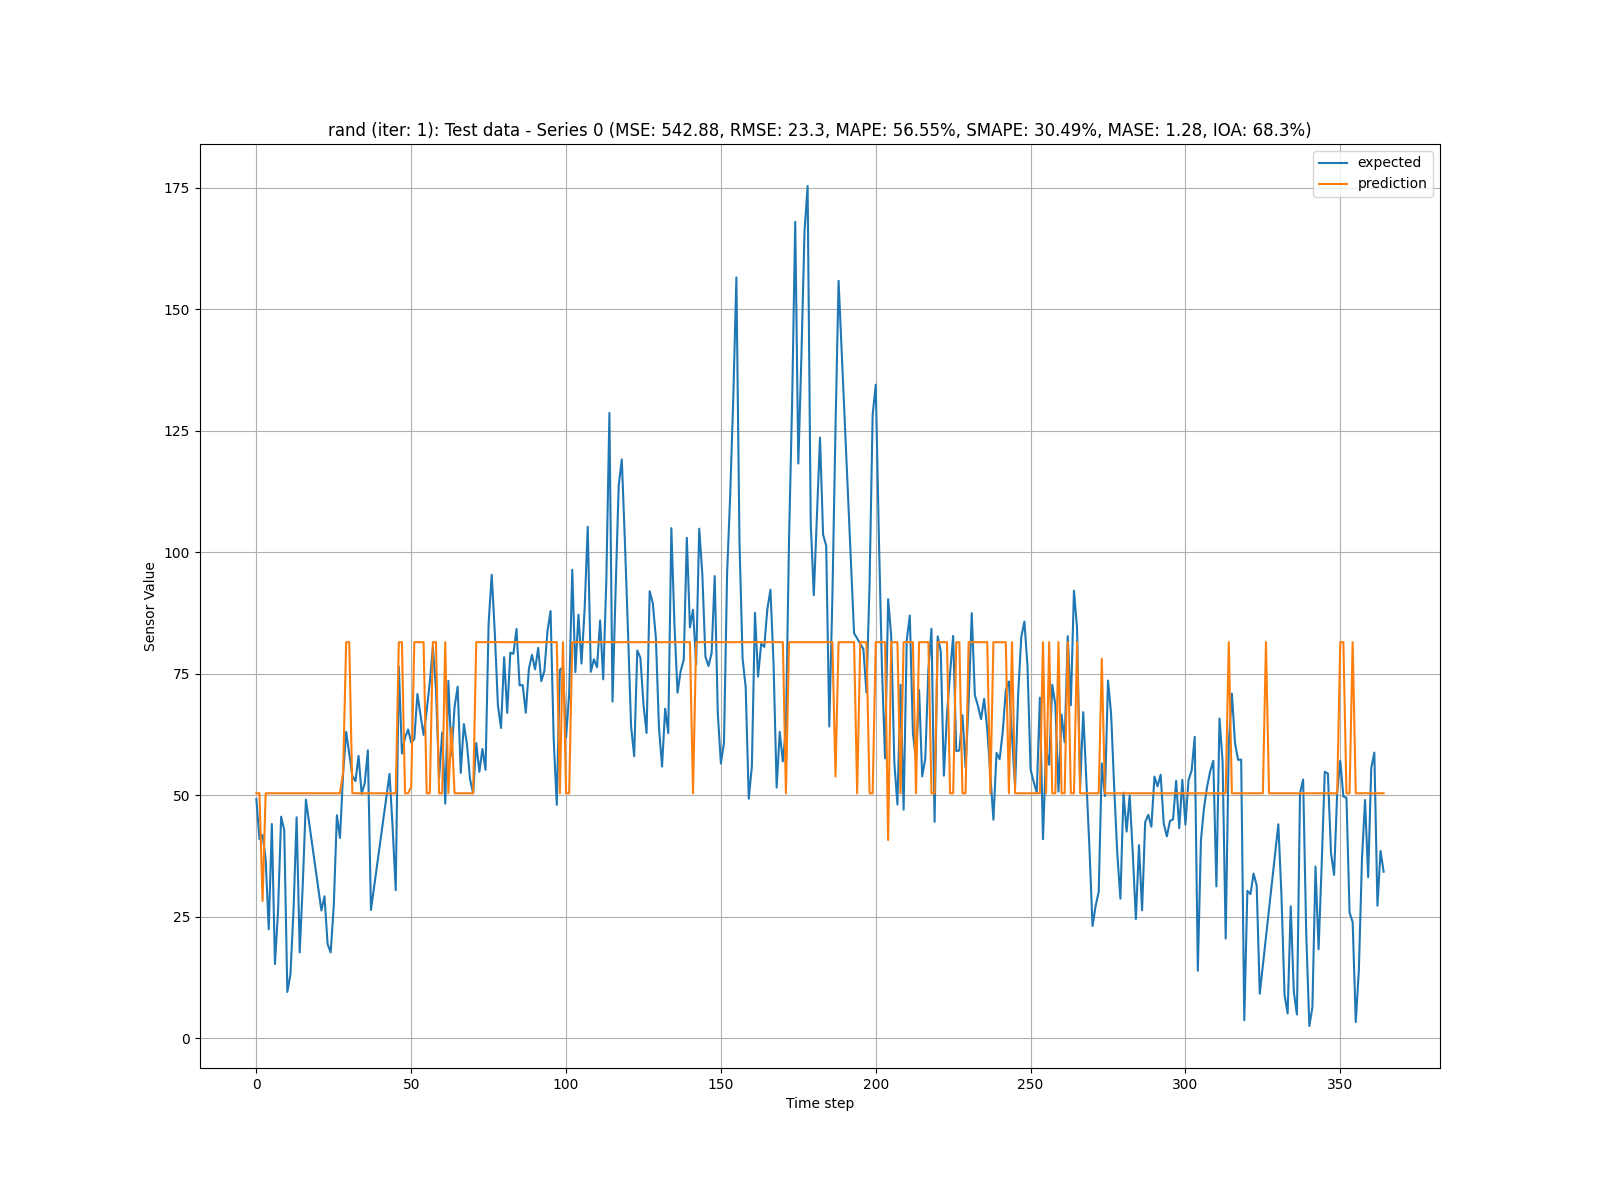 rand (iter: 1): Test data - Series 0 (MSE: 542.88, RMSE: 23.3, MAPE: 56.55%, SMAPE: 30.49%, MASE: 1.28, IOA: 68.3%)
expected
prediction
175
150
125
100
75
50
25
0
Sensor Value
0 50 100 150 200 250 300 350
Time step